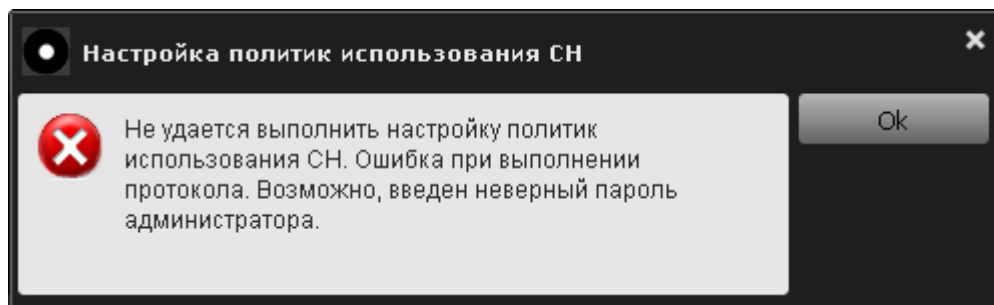 Настройка политик использования СН
Не удается выполнить настройку политик
использования СН. Ошибка при выполнении
протокола. Возможно, введен неверный пароль
администратора.
Ok